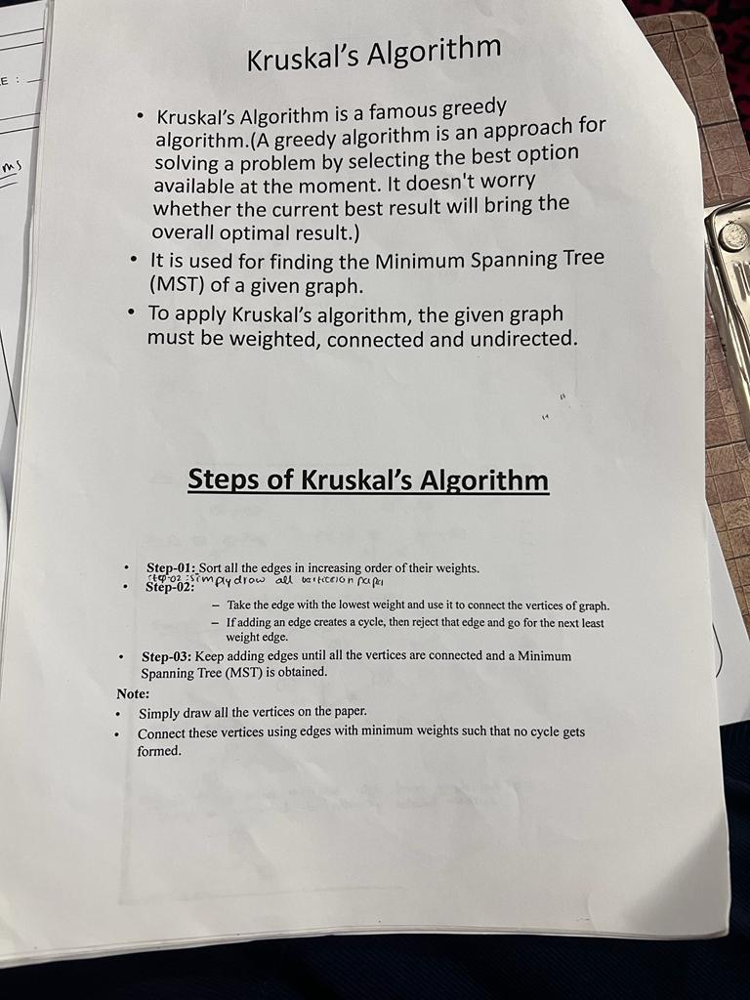 E :
ms
Kruskal's Algorithm
• Kruskal's Algorithm is a famous greedy
algorithm.(A greedy algorithm is an approach for
solving a problem by selecting the best option
available at the moment. It doesn't worry
whether the current best result will bring the
overall optimal result.)
• It is used for finding the Minimum Spanning Tree
(MST) of a given graph.
• To apply Kruskal's algorithm, the given graph
must be weighted, connected and undirected.
Steps of Kruskal's Algorithm
• Step-01: Sort all the edges in increasing order of their weights.
step-02: simply draw all
• Step-02:
– Take the edge with the lowest weight and use it to connect the vertices of graph.
– If adding an edge creates a cycle, then reject that edge and go for the next least
weight edge.
• Step-03: Keep adding edges until all the vertices are connected and a Minimum
Spanning Tree (MST) is obtained.
Note:
• Simply draw all the vertices on the paper.
• Connect these vertices using edges with minimum weights such that no cycle gets
formed.